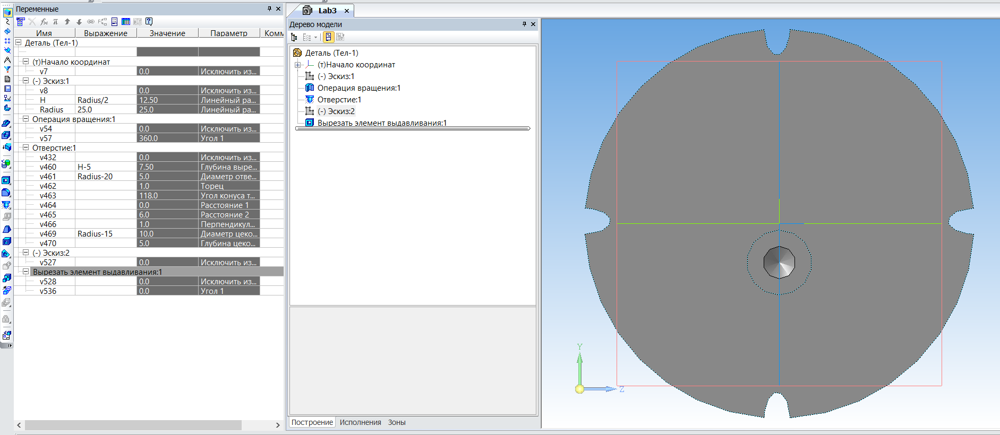 Переменные
Имя Выражение Значение Параметр Комм
Деталь (Тел-1)
(т)Начало координат
v7 0.0 Исключить из...
(-) Эскиз:1
v8 0.0 Исключить из...
H Radius/2 12.50 Линейный ра...
Radius 25.0 25.0 Линейный ра...
Операция вращения:1
v54 0.0 Исключить из...
v57 360.0 Угол 1
Отверстие:1
v432 0.0 Исключить из...
v460 H-5 7.50 Глубина выре...
v461 Radius-20 5.0 Диаметр отве...
v462 1.0 Торец
v463 118.0 Угол конуса т...
v464 0.0 Расстояние 1
v465 6.0 Расстояние 2
v466 1.0 Перпендикул...
v469 Radius-15 10.0 Диаметр цеко...
v470 5.0 Глубина цеко...
(-) Эскиз:2
v527 0.0 Исключить из...
Вырезать элемент выдавливания:1
v528 0.0 Исключить из...
v536 0.0 Угол 1
Lab3
Дерево модели
Деталь (Тел-1)
(т)Начало координат
(-) Эскиз:1
Операция вращения:1
Отверстие:1
(-) Эскиз:2
Вырезать элемент выдавливания:1
Построение Исполнения Зоны
Y
Z